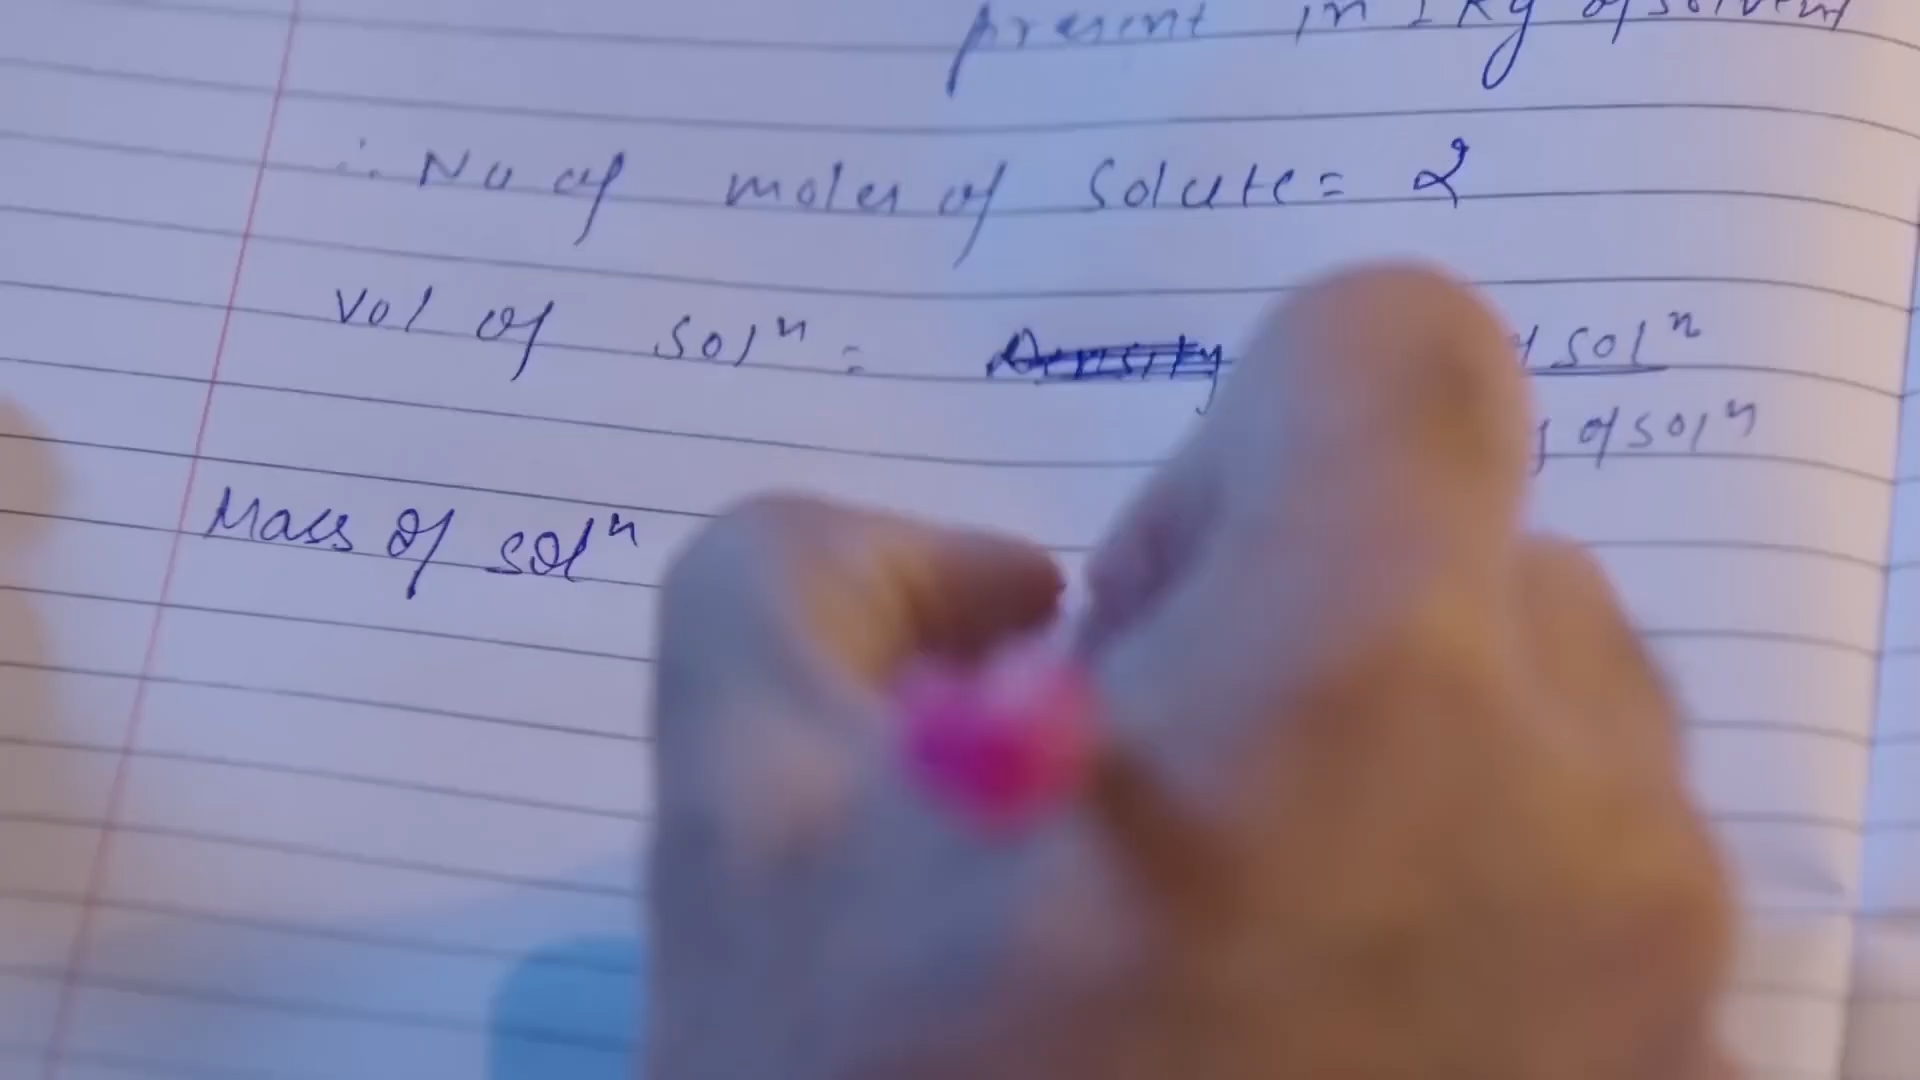 present in 1 kg of solvent
∴ No of moles of Solute = 2
Vol of solⁿ = Density of solⁿ
of solⁿ
Mass of solⁿ